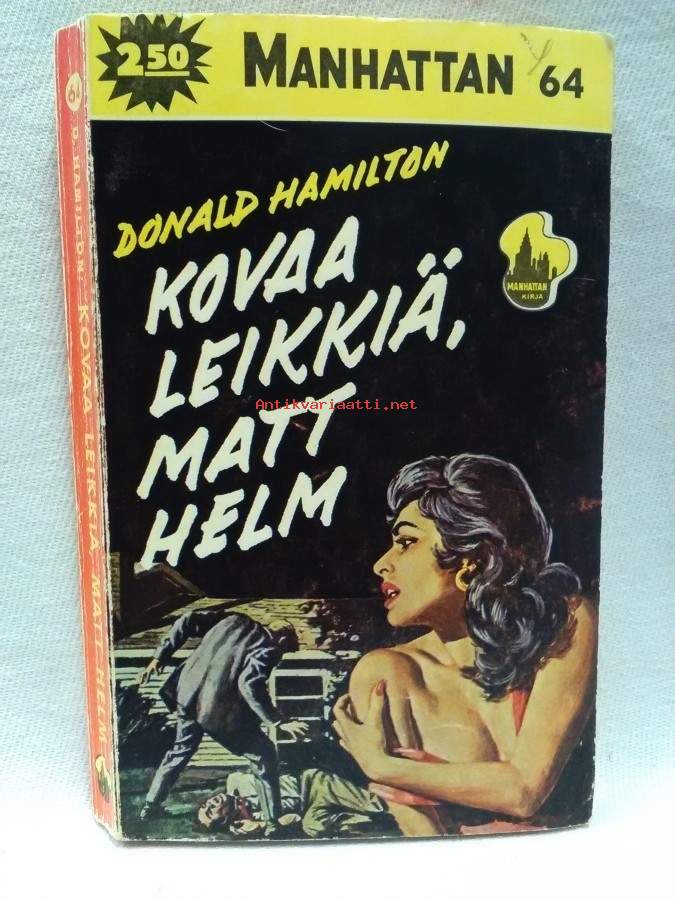 2.50 MANHATTAN 64
DONALD HAMILTON
KOVAA
LEIKKIÄ,
MATT
HELM
MANHATTAN
KIRJA
Antikvariaatti.net
64 D. HAMILTON: KOVAA LEIKKIÄ MATT HELM